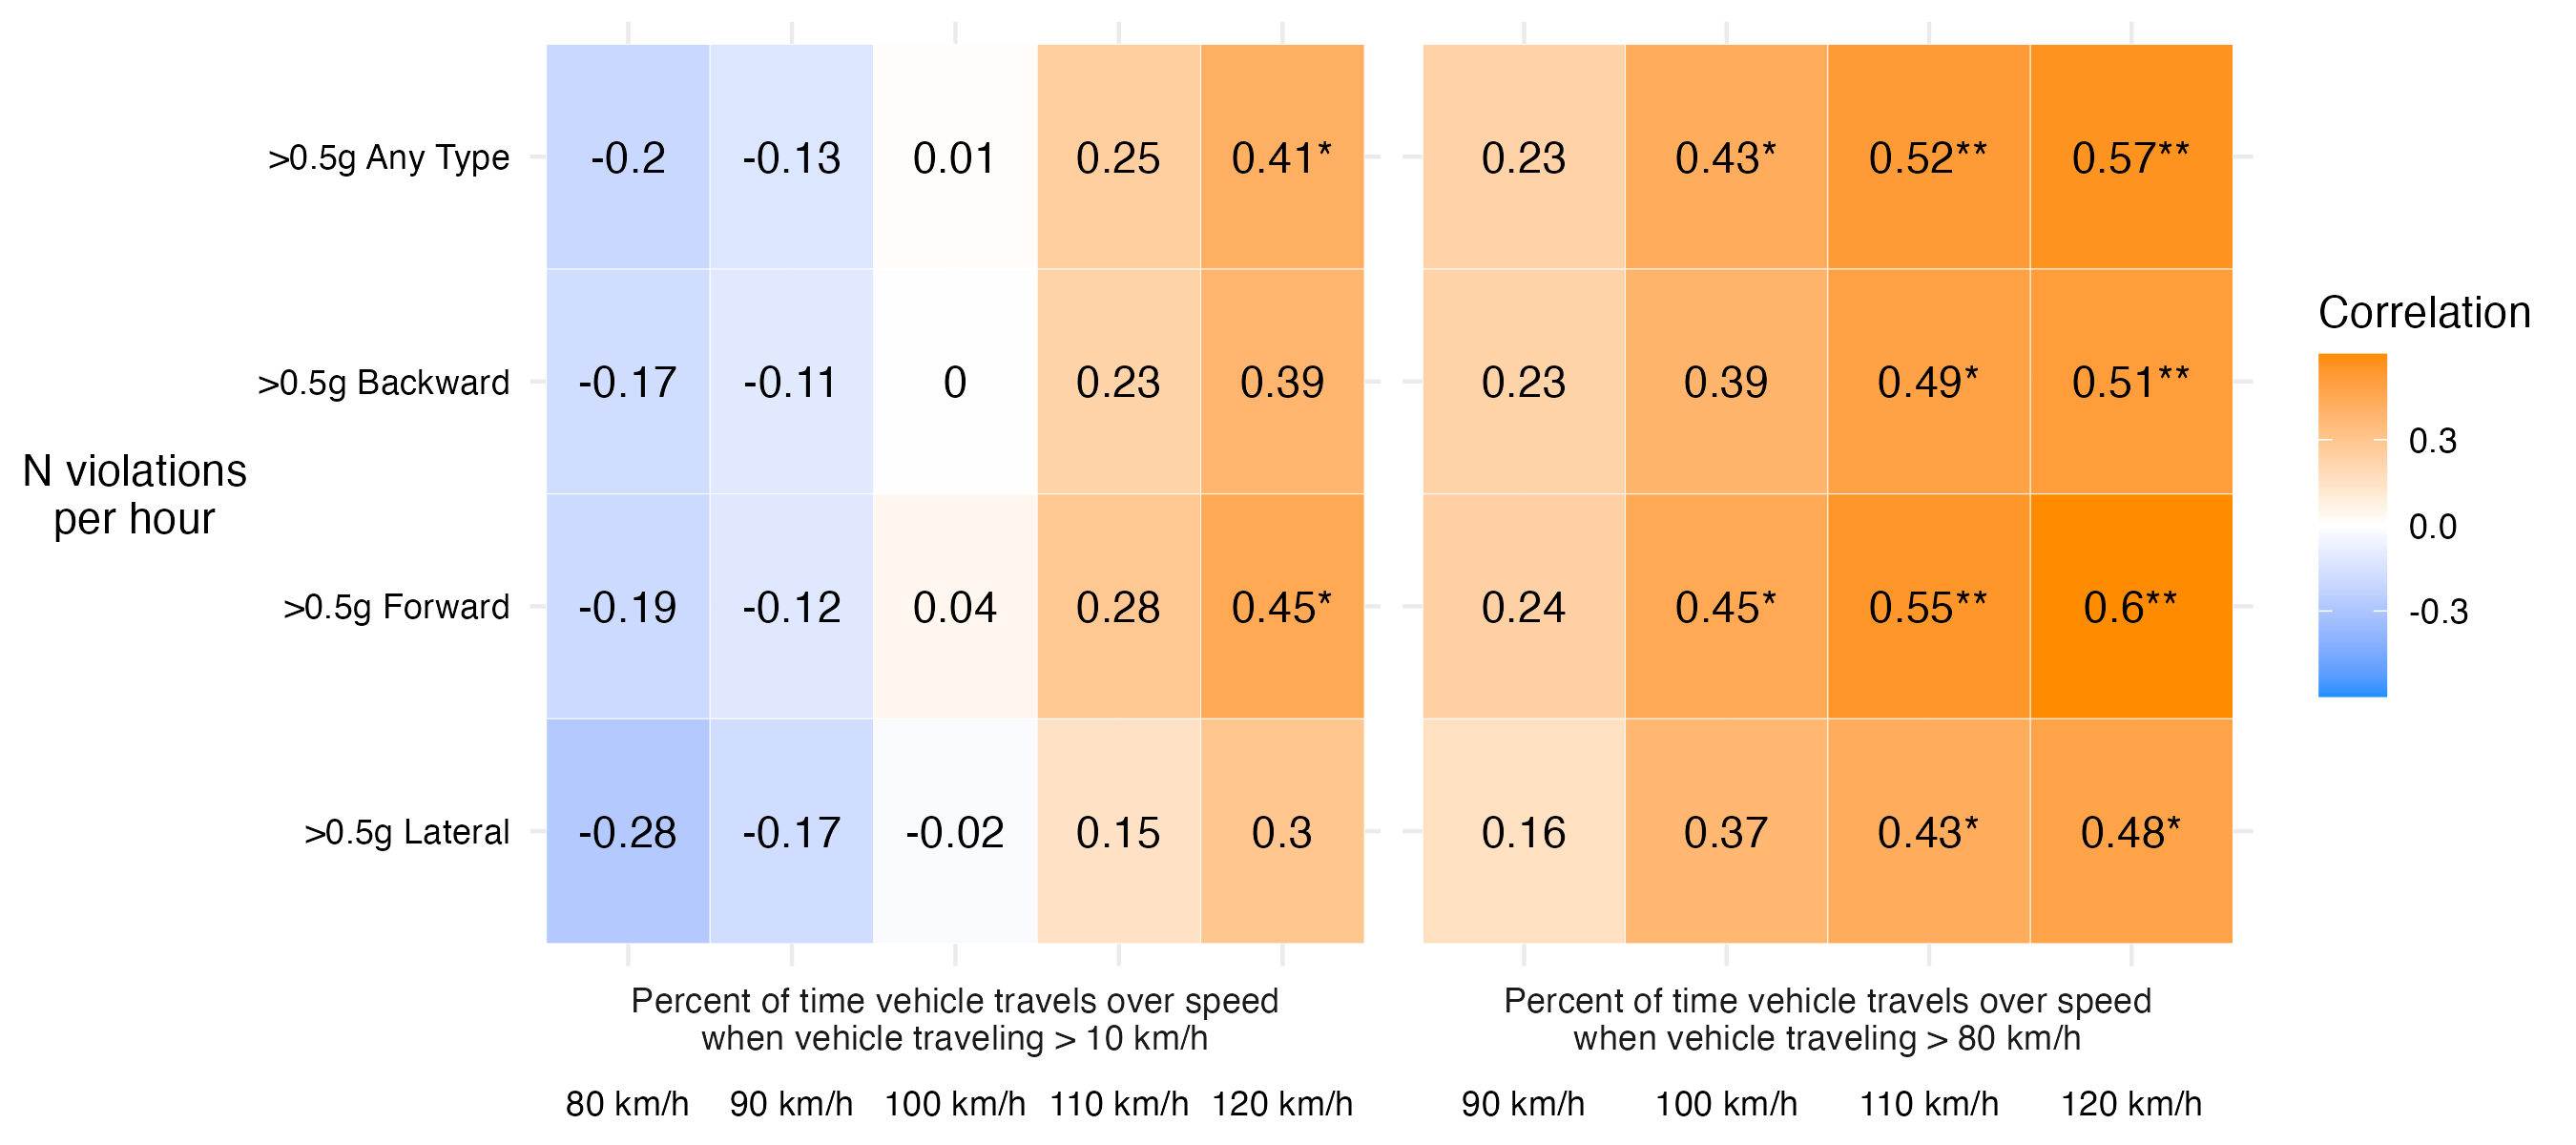 >0.5g Any Type
-0.2 -0.13 0.01 0.25 0.41* 0.23 0.43* 0.52** 0.57**
>0.5g Backward
-0.17 -0.11 0 0.23 0.39 0.23 0.39 0.49* 0.51**
N violations
per hour
>0.5g Forward
-0.19 -0.12 0.04 0.28 0.45* 0.24 0.45* 0.55** 0.6**
>0.5g Lateral
-0.28 -0.17 -0.02 0.15 0.3 0.16 0.37 0.43* 0.48*
Percent of time vehicle travels over speed
when vehicle traveling > 10 km/h
80 km/h 90 km/h 100 km/h 110 km/h 120 km/h
Percent of time vehicle travels over speed
when vehicle traveling > 80 km/h
90 km/h 100 km/h 110 km/h 120 km/h
Correlation
0.3
0.0
-0.3